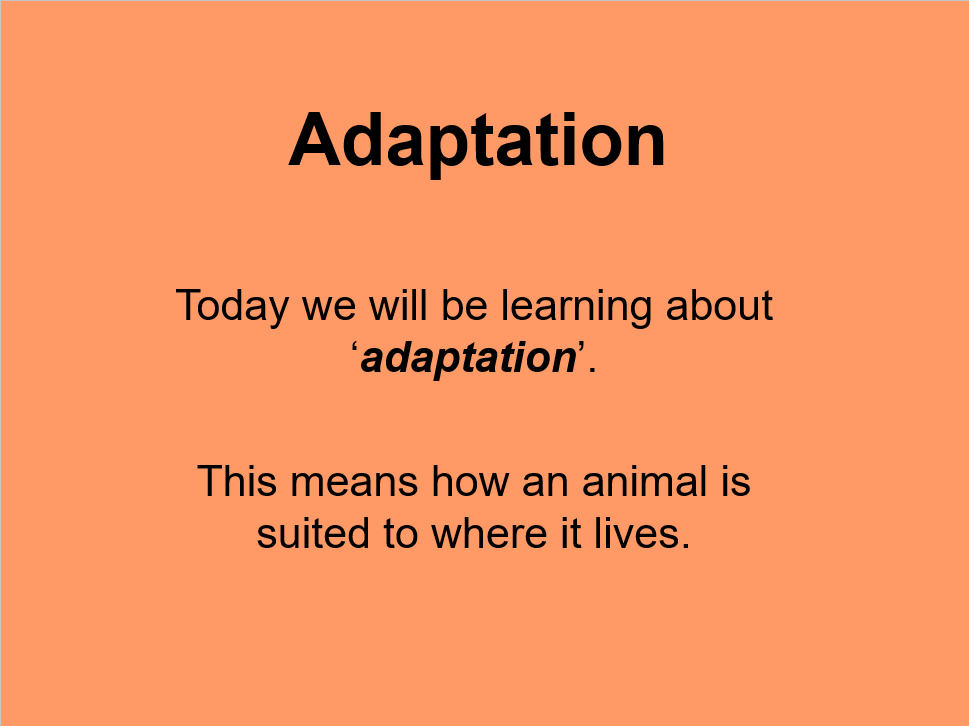 Adaptation
Today we will be learning about
‘adaptation’.
This means how an animal is
suited to where it lives.